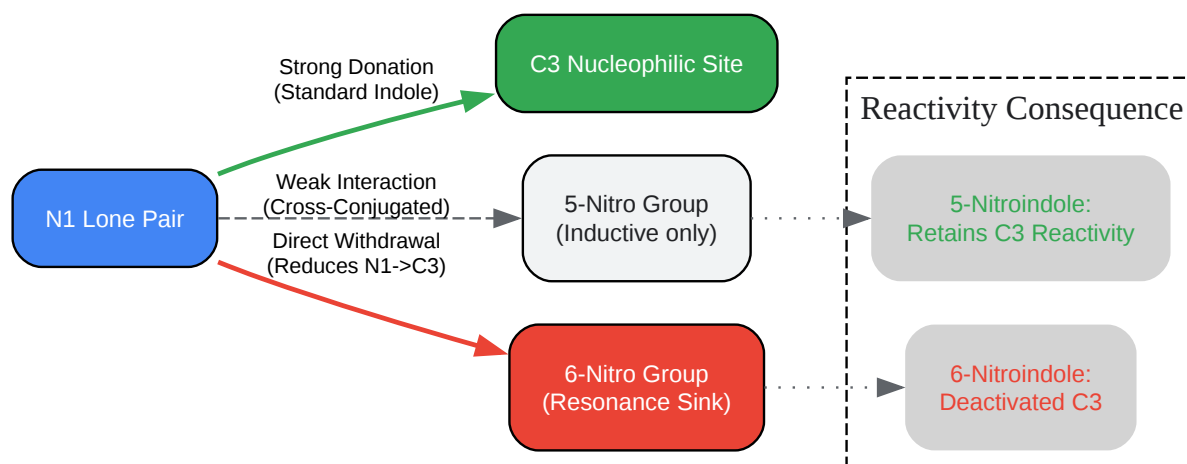 Strong Donation
(Standard Indole)
C3 Nucleophilic Site
Reactivity Consequence
N1 Lone Pair
Weak Interaction
(Cross-Conjugated)
5-Nitro Group
(Inductive only)
5-Nitroindole:
Retains C3 Reactivity
Direct Withdrawal
(Reduces N1->C3)
6-Nitro Group
(Resonance Sink)
6-Nitroindole:
Deactivated C3